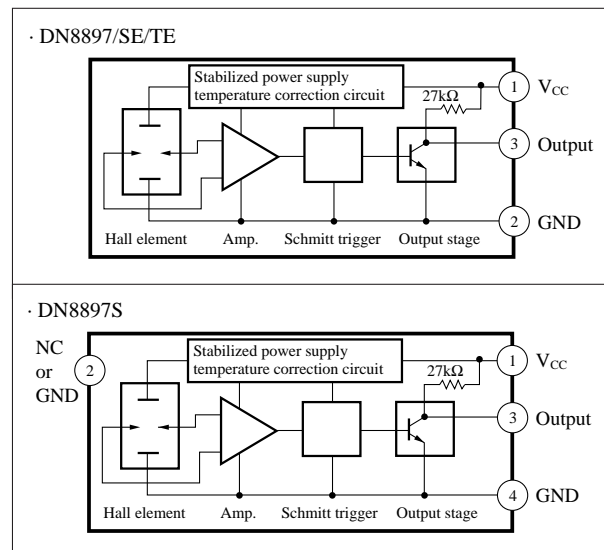 · DN8897/SE/TE
Stabilized power supply
temperature correction circuit
27kΩ
1
VCC
3
Output
2
GND
Hall element
Amp.
Schmitt trigger
Output stage
· DN8897S
NC
or
GND
2
Stabilized power supply
temperature correction circuit
27kΩ
1
VCC
3
Output
4
GND
Hall element
Amp.
Schmitt trigger
Output stage